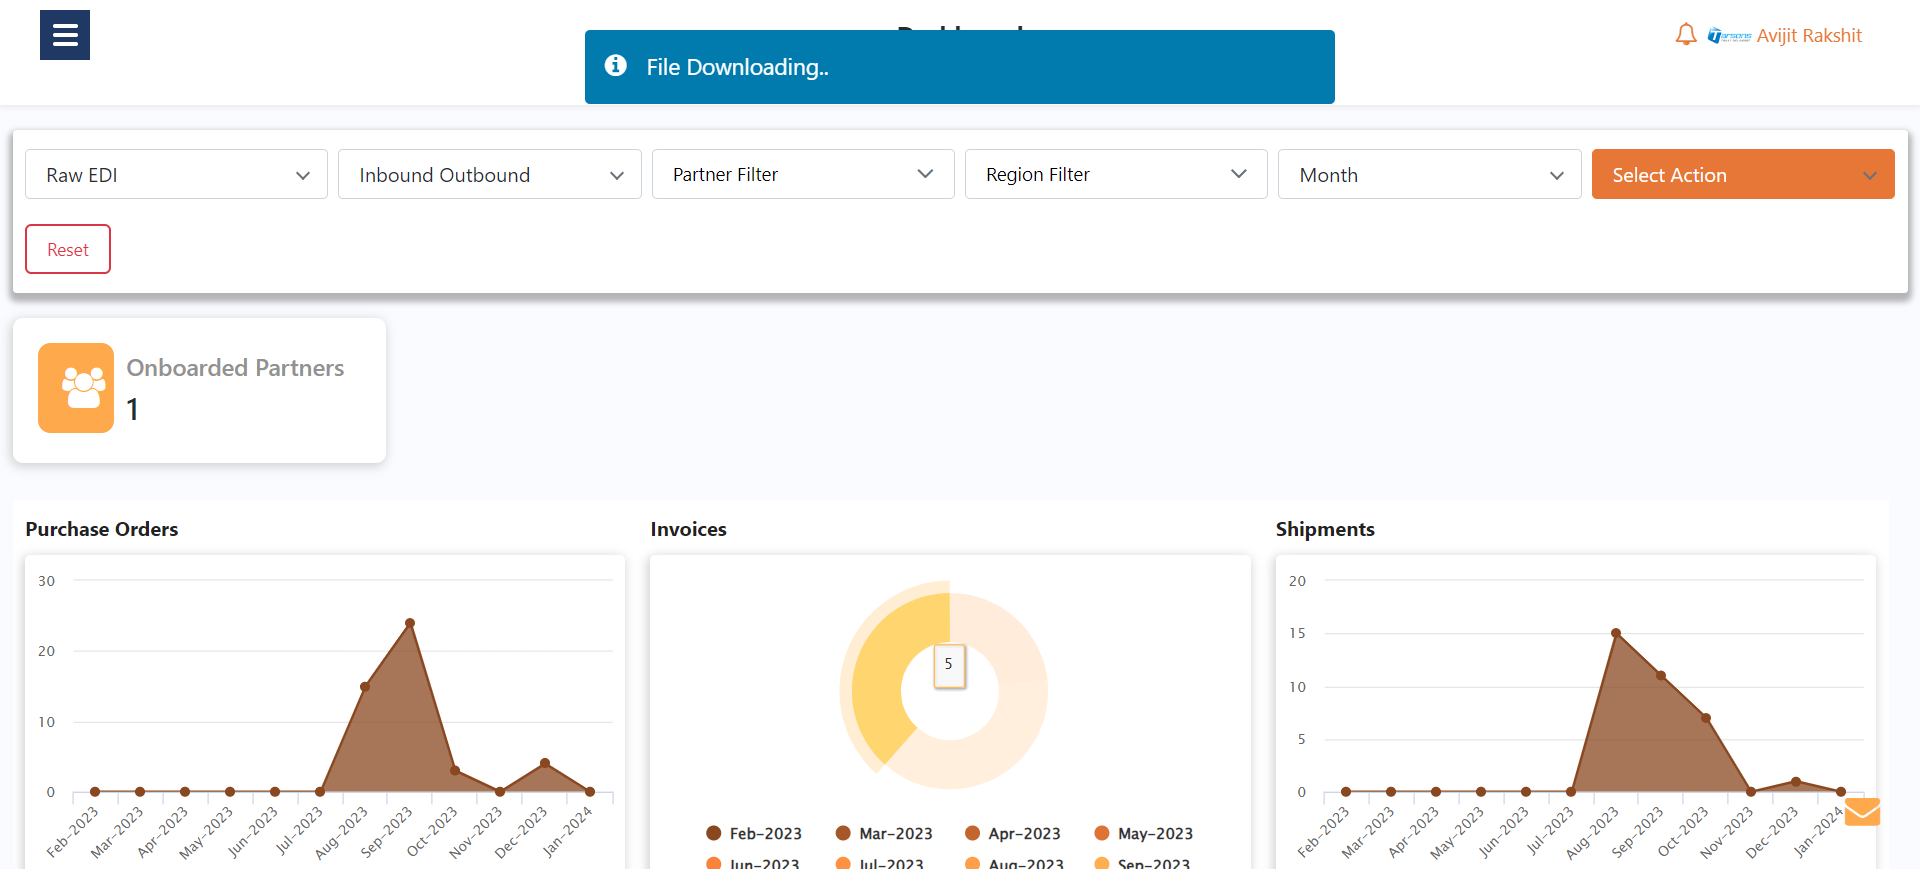 File Downloading..
Tarsons
Avijit Rakshit
Raw EDI
Inbound Outbound
Partner Filter
Region Filter
Month
Select Action
Reset
Onboarded Partners
1
Purchase Orders
30
20
10
0
Feb-2023
Mar-2023
Apr-2023
May-2023
Jun-2023
Jul-2023
Aug-2023
Sep-2023
Oct-2023
Nov-2023
Dec-2023
Jan-2024
Invoices
5
Feb-2023
Mar-2023
Apr-2023
May-2023
Jun-2023
Jul-2023
Aug-2023
Sep-2023
Shipments
20
15
10
5
0
Feb-2023
Mar-2023
Apr-2023
May-2023
Jun-2023
Jul-2023
Aug-2023
Sep-2023
Oct-2023
Nov-2023
Dec-2023
Jan-2024